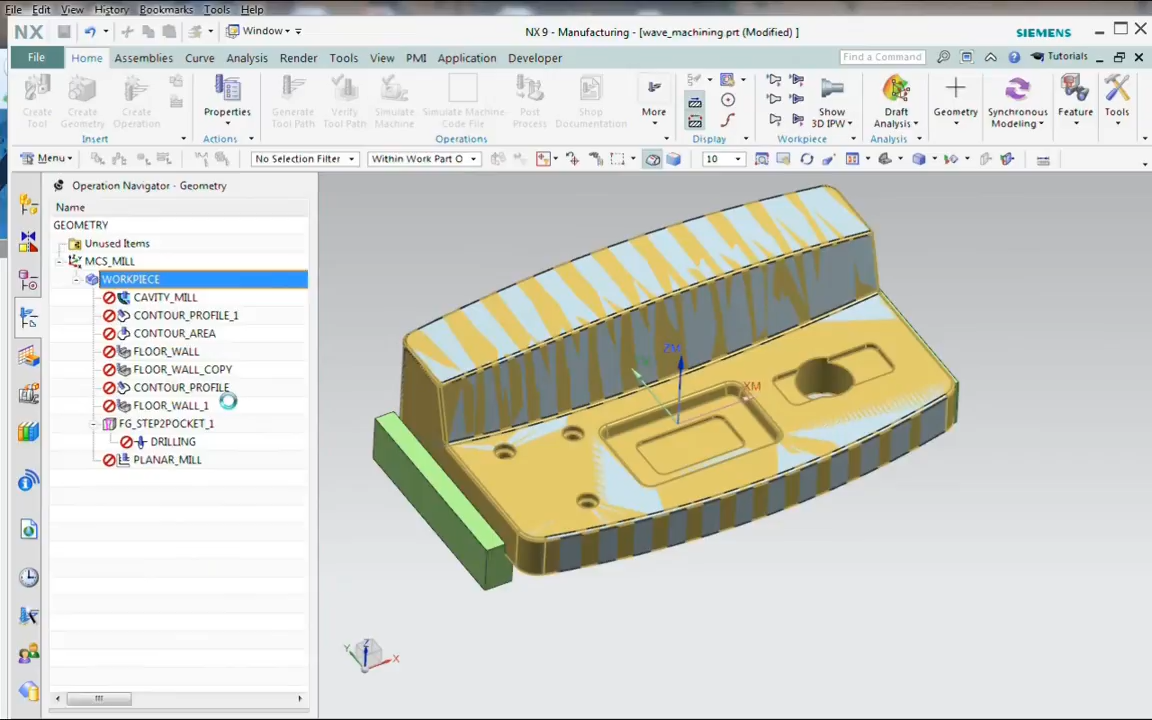 File Edit View History Bookmarks Tools Help
NX Window NX 9 - Manufacturing - [wave_machining.prt (Modified) ] SIEMENS
File Home Assemblies Curve Analysis Render Tools View PMI Application Developer Find a Command Tutorials
Create Tool Create Geometry Create Operation Properties Generate Tool Path Verify Tool Path Simulate Machine Simulate Machine Code File Post Process Shop Documentation More Show 3D IPW Draft Analysis Geometry Synchronous Modeling Feature Tools
Insert Actions Operations Display Workpiece Analysis
Menu No Selection Filter Within Work Part O 10
Operation Navigator - Geometry
Name
GEOMETRY
Unused Items
MCS_MILL
WORKPIECE
CAVITY_MILL
CONTOUR_PROFILE_1
CONTOUR_AREA
FLOOR_WALL
FLOOR_WALL_COPY
CONTOUR_PROFILE
FLOOR_WALL_1
FG_STEP2POCKET_1
DRILLING
PLANAR_MILL
ZM
XM
Z
Y
X